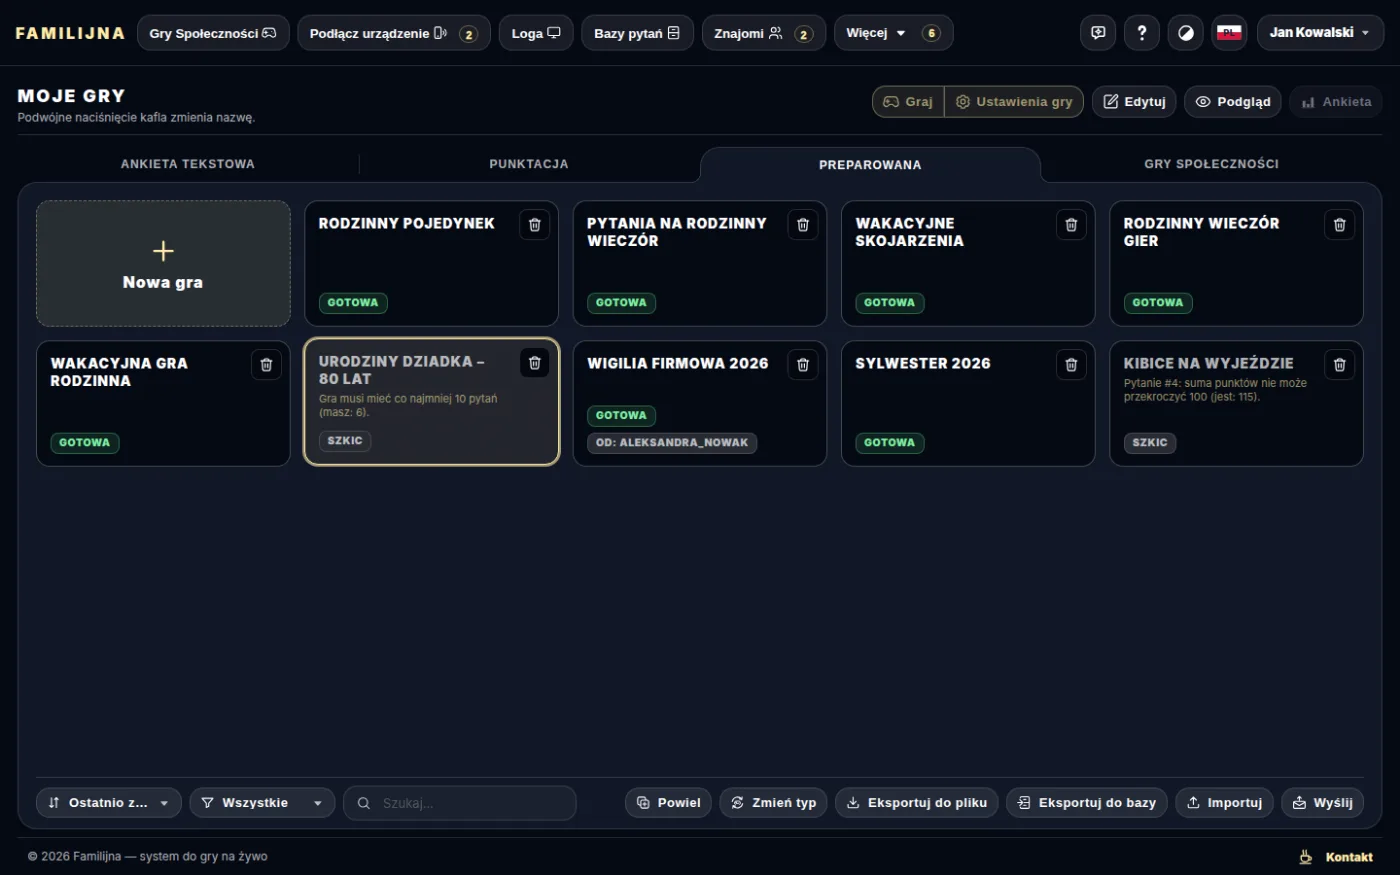 FAMILIJNA
Gry Społeczności
Podłącz urządzenie 2
Loga
Bazy pytań
Znajomi 2
Więcej 6
?
PL
Jan Kowalski
MOJE GRY
Podwójne naciśnięcie kafla zmienia nazwę.
Graj
Ustawienia gry
Edytuj
Podgląd
Ankieta
ANKIETA TEKSTOWA
PUNKTACJA
PREPAROWANA
GRY SPOŁECZNOŚCI
Nowa gra
RODZINNY POJEDYNEK
GOTOWA
PYTANIA NA RODZINNY
WIECZÓR
GOTOWA
WAKACYJNE
SKOJARZENIA
GOTOWA
RODZINNY WIECZÓR
GIER
GOTOWA
WAKACYJNA GRA
RODZINNA
GOTOWA
URODZINY DZIADKA –
80 LAT
Gra musi mieć co najmniej 10 pytań
(masz: 6).
SZKIC
WIGILIA FIRMOWA 2026
GOTOWA
OD: ALEKSANDRA_NOWAK
SYLWESTER 2026
GOTOWA
KIBICE NA WYJEŹDZIE
Pytanie #4: suma punktów nie może
przekroczyć 100 (jest: 115).
SZKIC
Ostatnio z...
Wszystkie
Szukaj...
Powiel
Zmień typ
Eksportuj do pliku
Eksportuj do bazy
Importuj
Wyślij
© 2026 Familijna — system do gry na żywo
Kontakt